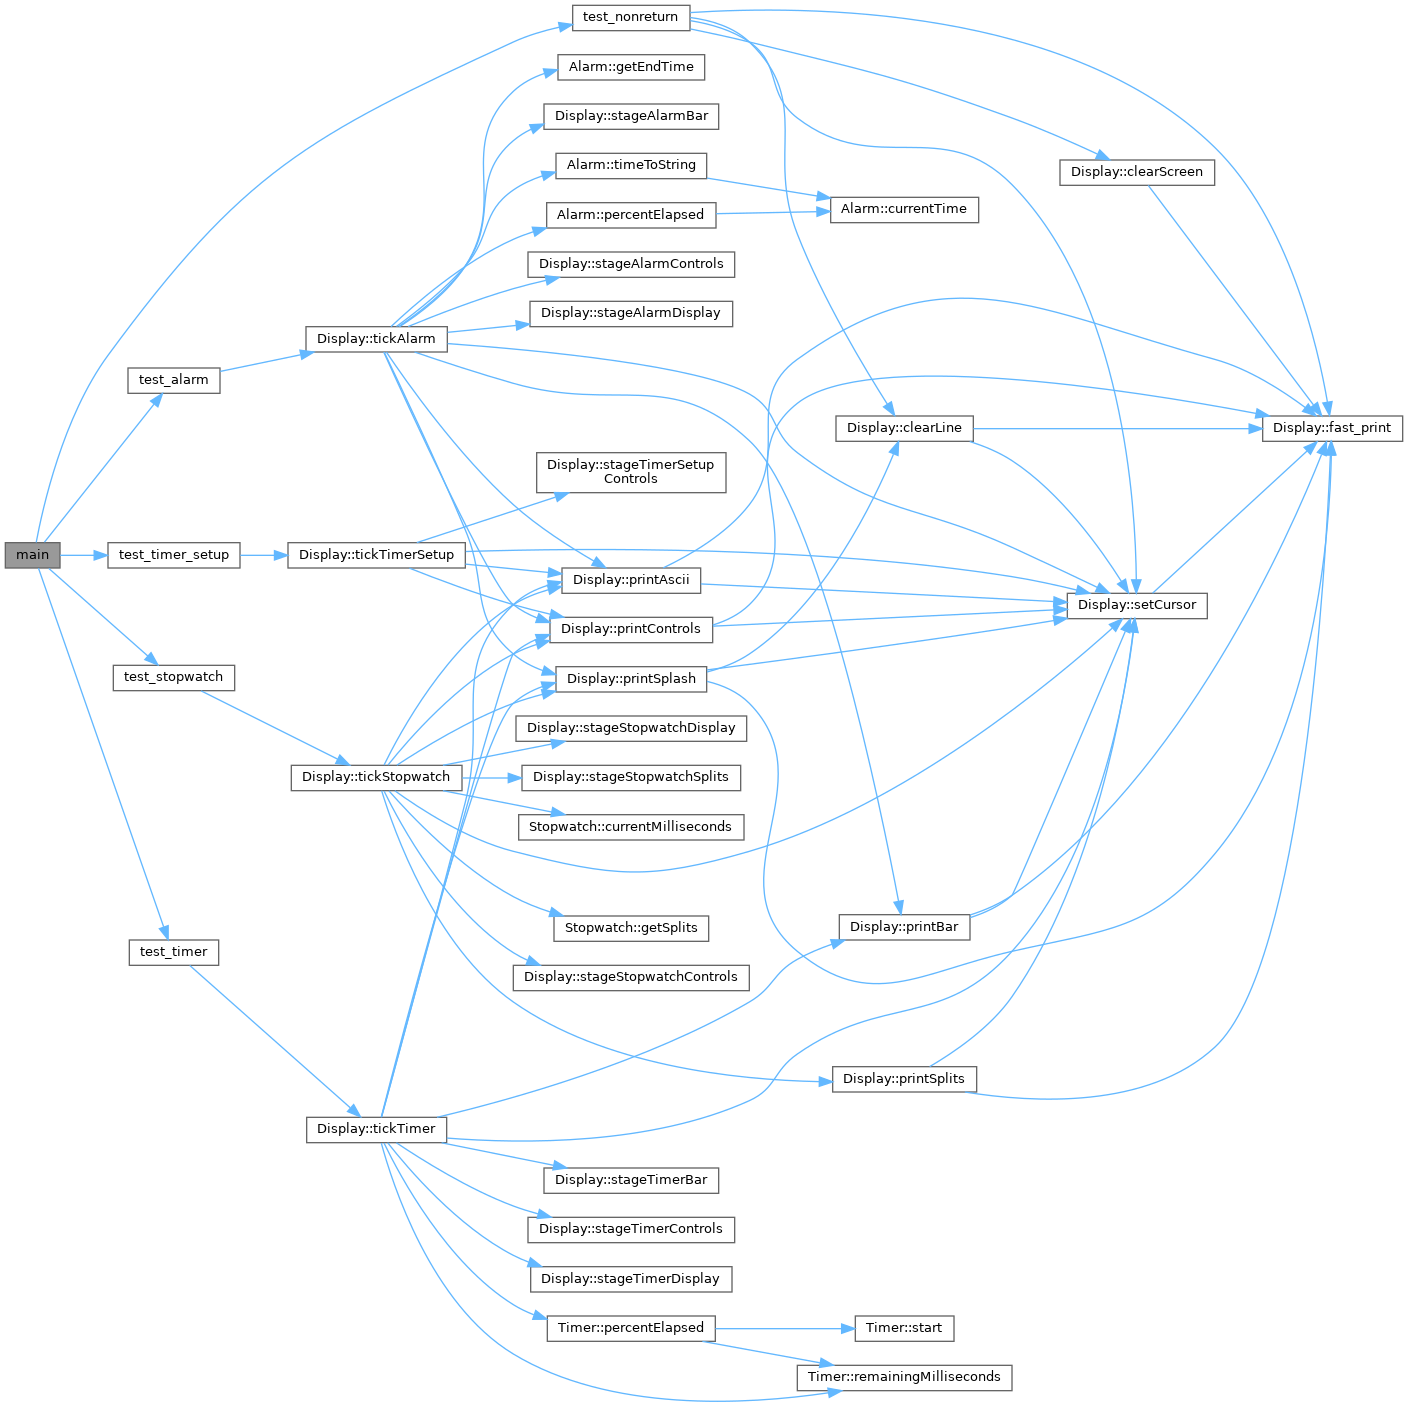 test_nonreturn
Alarm::getEndTime
Display::stageAlarmBar
Alarm::timeToString
Display::clearScreen
Alarm::percentElapsed
Alarm::currentTime
Display::stageAlarmControls
Display::stageAlarmDisplay
Display::tickAlarm
test_alarm
Display::clearLine
Display::fast_print
Display::stageTimerSetup
Controls
main
test_timer_setup
Display::tickTimerSetup
Display::printAscii
Display::setCursor
Display::printControls
test_stopwatch
Display::printSplash
Display::stageStopwatchDisplay
Display::tickStopwatch
Display::stageStopwatchSplits
Stopwatch::currentMilliseconds
Stopwatch::getSplits
Display::printBar
test_timer
Display::stageStopwatchControls
Display::printSplits
Display::tickTimer
Display::stageTimerBar
Display::stageTimerControls
Display::stageTimerDisplay
Timer::percentElapsed
Timer::start
Timer::remainingMilliseconds